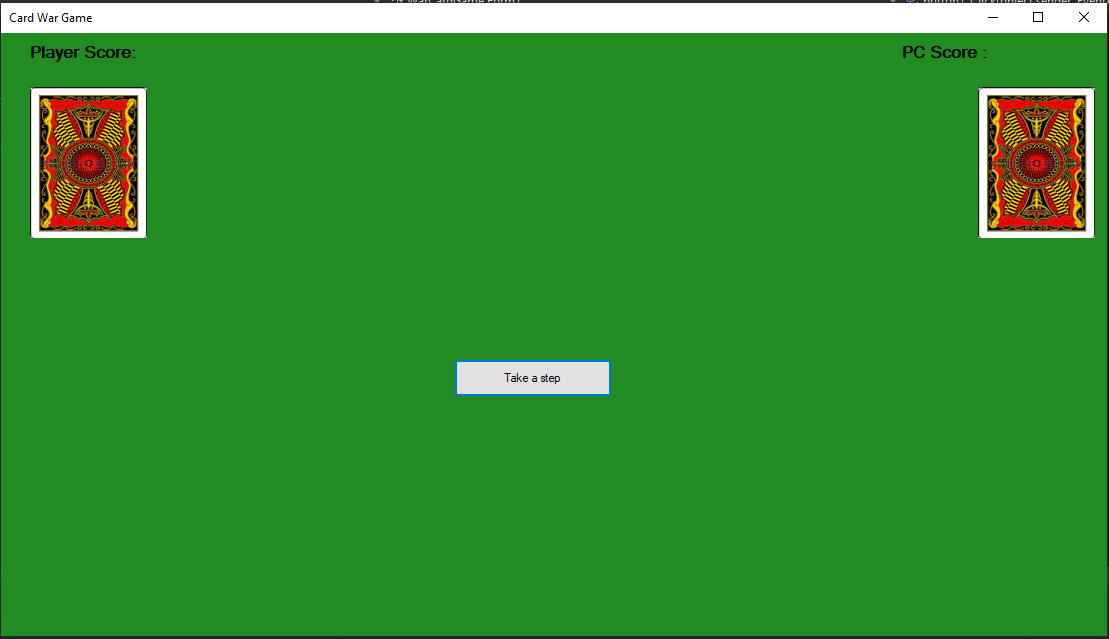 Card War Game
Player Score:
PC Score :
Take a step